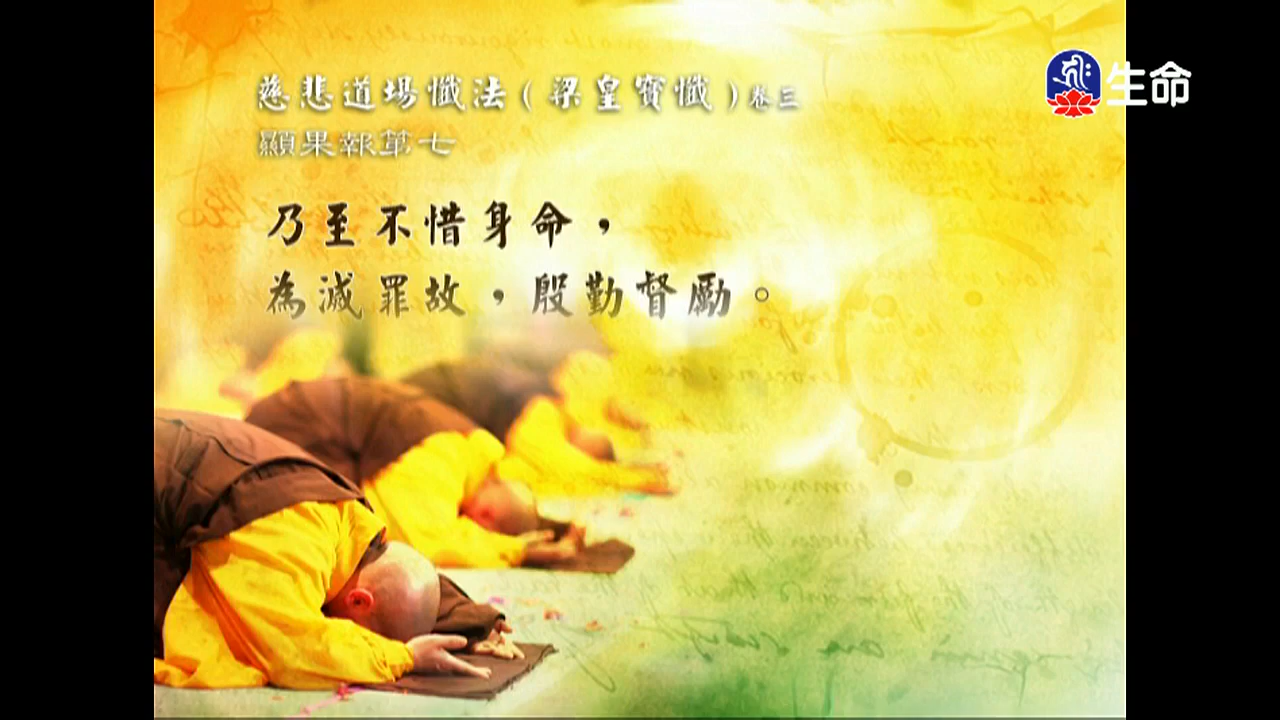 慈悲道場懺法(梁皇寶懺)卷三
顯果報第七
生命
乃至不惜身命，
為滅罪故，殷勤督勵。